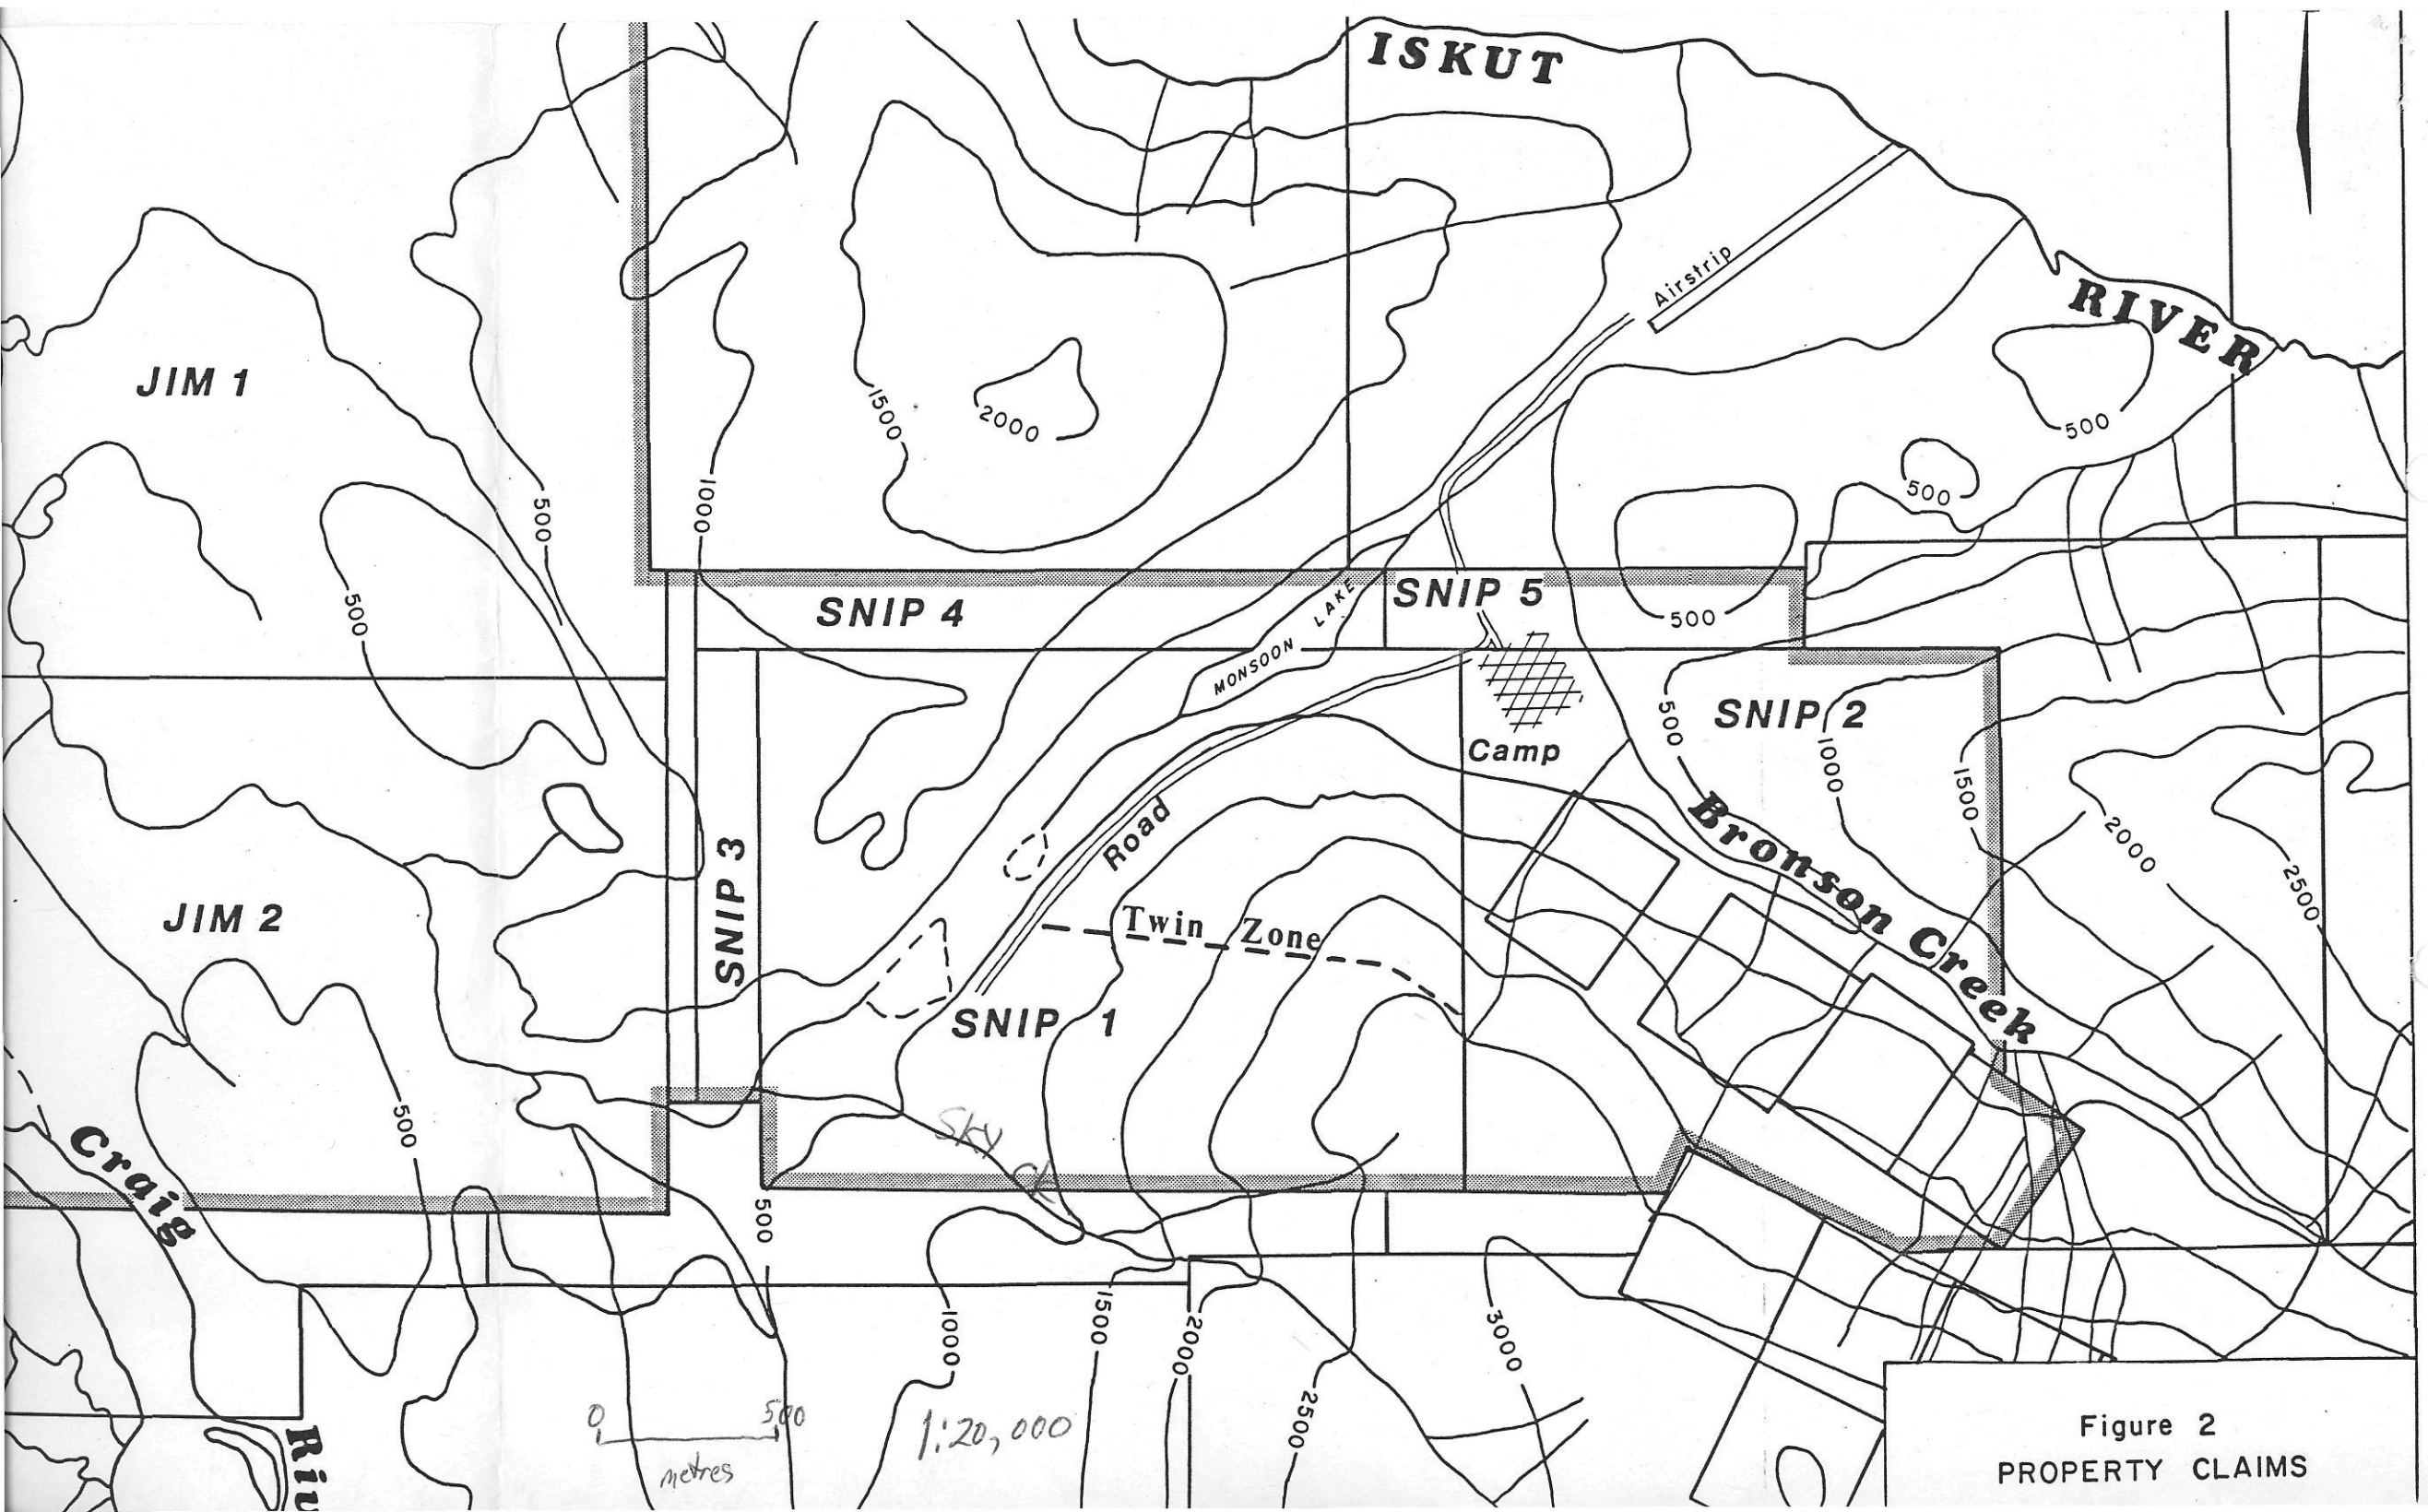 ISKUT
RIVER
Airstrip
JIM 1
1500
2000
500
500
1000
500
500
SNIP 4
MONSOON LAKE
SNIP 5
500
SNIP 2
500
1000
1500
2000
2500
Camp
Road
Bronson Creek
SNIP 3
JIM 2
Twin Zone
SNIP 1
Sky
Ck
Craig
500
500
1000
1500
2000
2500
3000
Riv
0 500
metres
1:20,000
Figure 2
PROPERTY CLAIMS